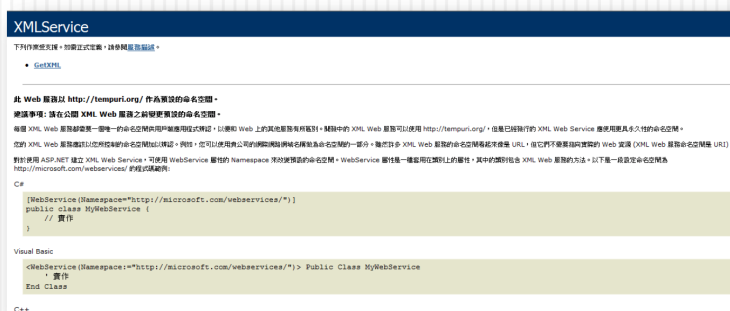 XMLService
下列作業受支援。如需正式定義，請參閱服務描述。
GetXML
此 Web 服務以 http://tempuri.org/ 作為預設的命名空間。
建議事項: 請在公開 XML Web 服務之前變更預設的命名空間。
每個 XML Web 服務都需要一個唯一的命名空間供用戶端應用程式辨認，以便和 Web 上的其他服務有所區別。開發中的 XML Web 服務可以使用 http://tempuri.org/，但是已經發行的 XML Web Service 應使用更具永久性的命名空間。
您的 XML Web 服務應該以您所控制的命名空間加以辨認。例如，您可以使用貴公司的網際網路網域名稱做為命名空間的一部分。雖然許多 XML Web 服務的命名空間看起來像是 URL，但它們不需要指向實際的 Web 資源 (XML Web 服務命名空間是 URI)
對於使用 ASP.NET 建立 XML Web Service，可使用 WebService 屬性的 Namespace 來改變預設的命名空間。WebService 屬性是一種套用在類別上的屬性，其中的類別包含 XML Web 服務的方法。以下是一段設定命名空間為
http://microsoft.com/webservices/ 的程式碼範例:
C#
[WebService(Namespace="http://microsoft.com/webservices/")]
public class MyWebService {
// 實作
}
Visual Basic
<WebService(Namespace:="http://microsoft.com/webservices/")> Public Class MyWebService
' 實作
End Class
C++